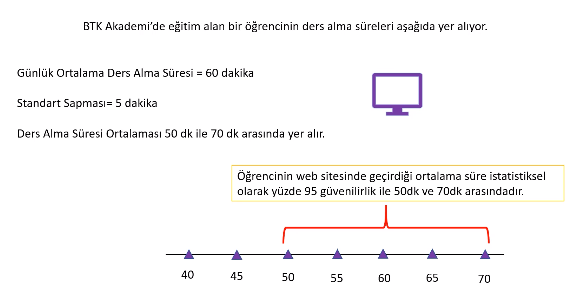 BTK Akademi'de eğitim alan bir öğrencinin ders alma süreleri aşağıda yer alıyor.
Günlük Ortalama Ders Alma Süresi = 60 dakika
Standart Sapması= 5 dakika
Ders Alma Süresi Ortalaması 50 dk ile 70 dk arasında yer alır.
Öğrencinin web sitesinde geçirdiği ortalama süre istatistiksel
olarak yüzde 95 güvenilirlik ile 50dk ve 70dk arasındadır.
40 45 50 55 60 65 70